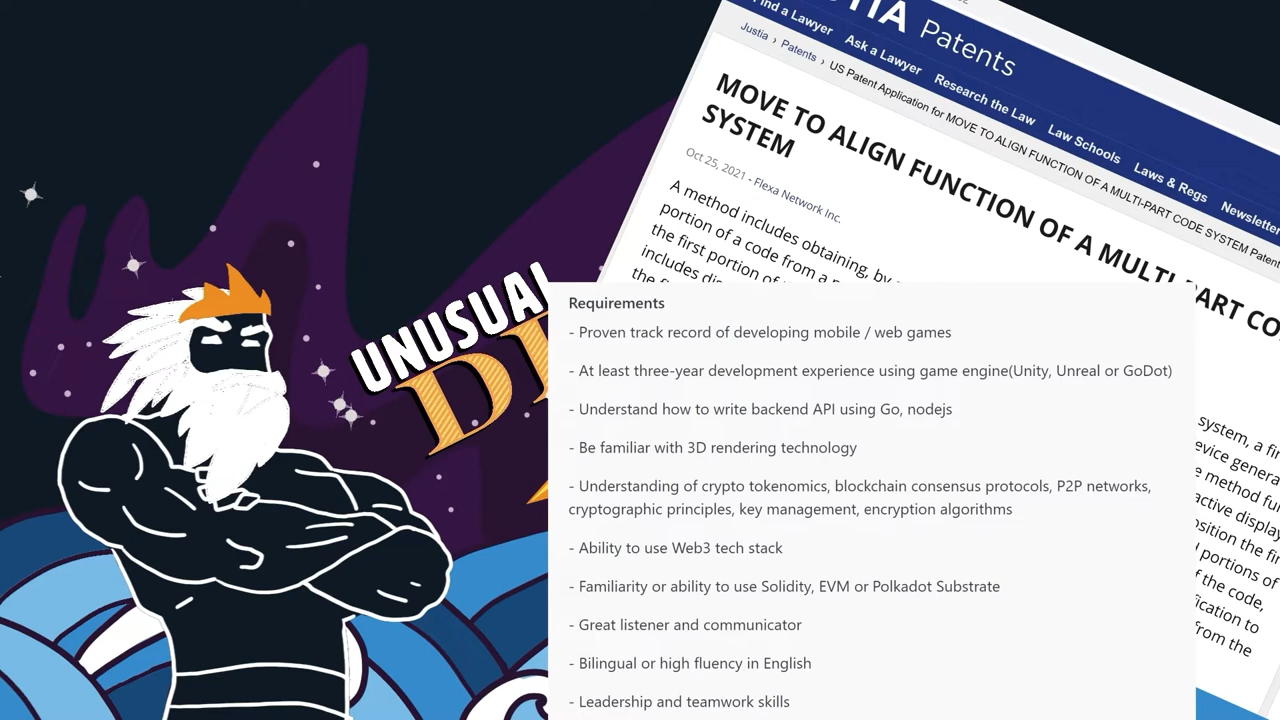 Patents
Find a Lawyer Ask a Lawyer Research the Law Law Schools Laws & Regs Newsletter
Justia › Patents › US Patent Application for MOVE TO ALIGN FUNCTION OF A MULTI-PART CODE SYSTEM Patent
MOVE TO ALIGN FUNCTION OF A MULTI-PART
SYSTEM
Oct 25, 2021 - Flexa Network Inc.
A method includes obtaining, by
portion of a code from a
the first portion of
includes
the
UNUSUAL
Requirements
- Proven track record of developing mobile / web games
- At least three-year development experience using game engine(Unity, Unreal or GoDot)
- Understand how to write backend API using Go, nodejs
- Be familiar with 3D rendering technology
- Understanding of crypto tokenomics, blockchain consensus protocols, P2P networks,
cryptographic principles, key management, encryption algorithms
- Ability to use Web3 tech stack
- Familiarity or ability to use Solidity, EVM or Polkadot Substrate
- Great listener and communicator
- Bilingual or high fluency in English
- Leadership and teamwork skills
system, a
method
display
portions of
of the code,
to
from the